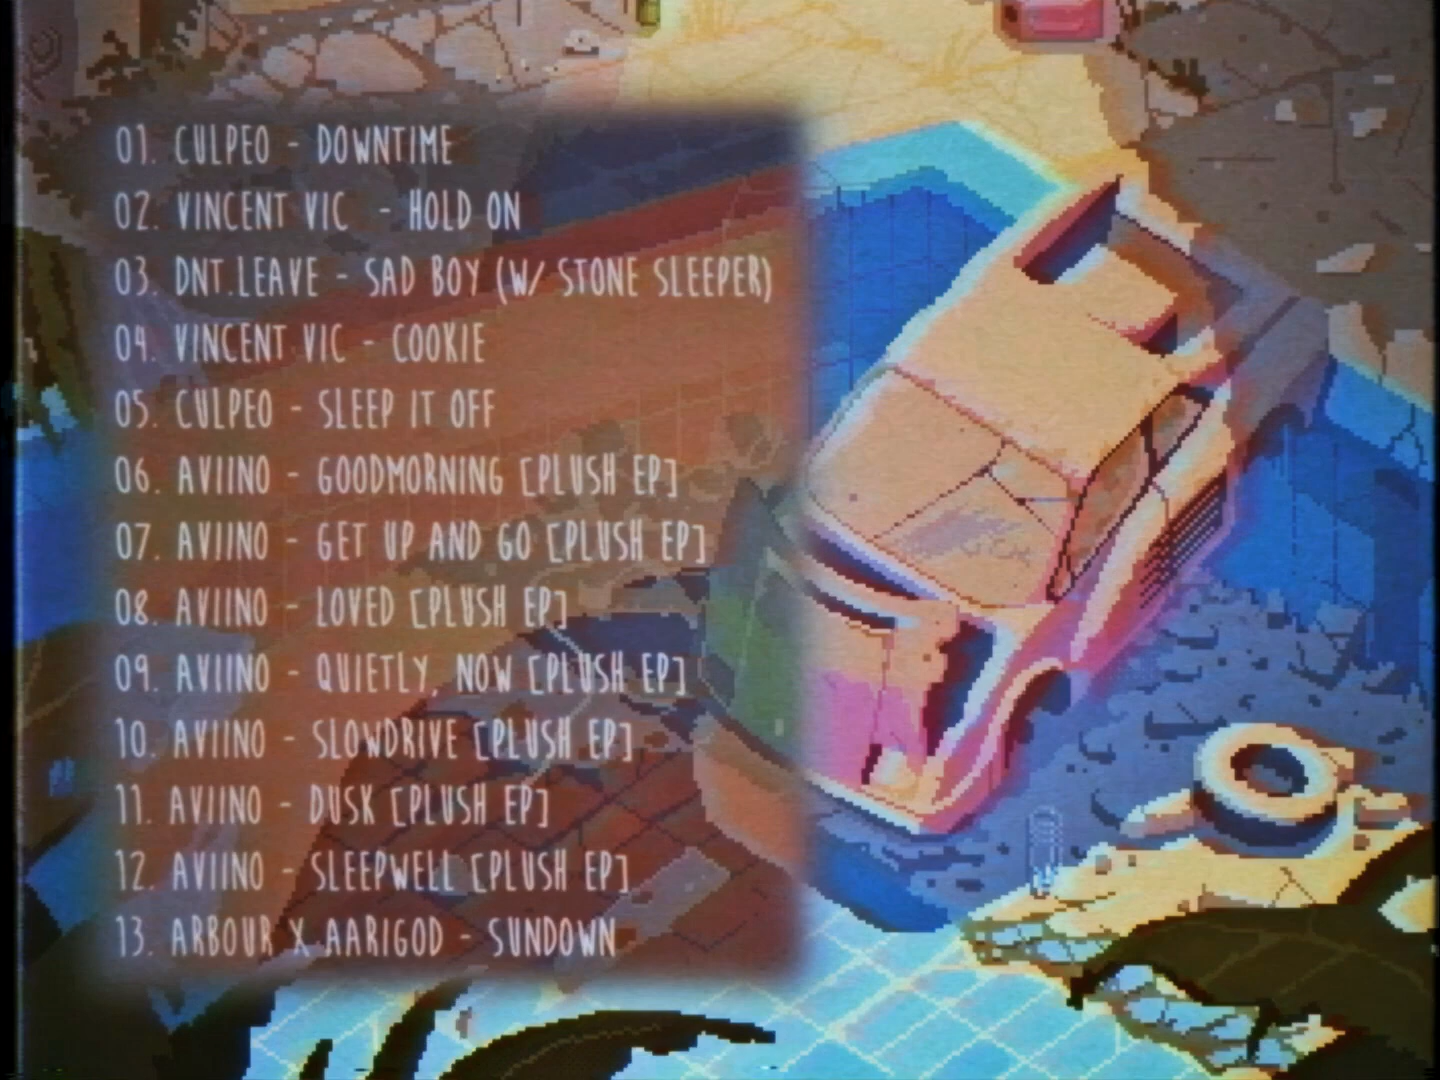 01. CULPEO - DOWNTIME
02. VINCENT VIC - HOLD ON
03. DNT.LEAVE - SAD BOY (W/ STONE SLEEPER)
04. VINCENT VIC - COOKIE
05. CULPEO - SLEEP IT OFF
06. AVIINO - GOODMORNING [PLUSH EP]
07. AVIINO - GET UP AND GO [PLUSH EP]
08. AVIINO - LOVED [PLUSH EP]
09. AVIINO - QUIETLY, NOW [PLUSH EP]
10. AVIINO - SLOWDRIVE [PLUSH EP]
11. AVIINO - DUSK [PLUSH EP]
12. AVIINO - SLEEPWELL [PLUSH EP]
13. ARBOUR X AARIGOD - SUNDOWN